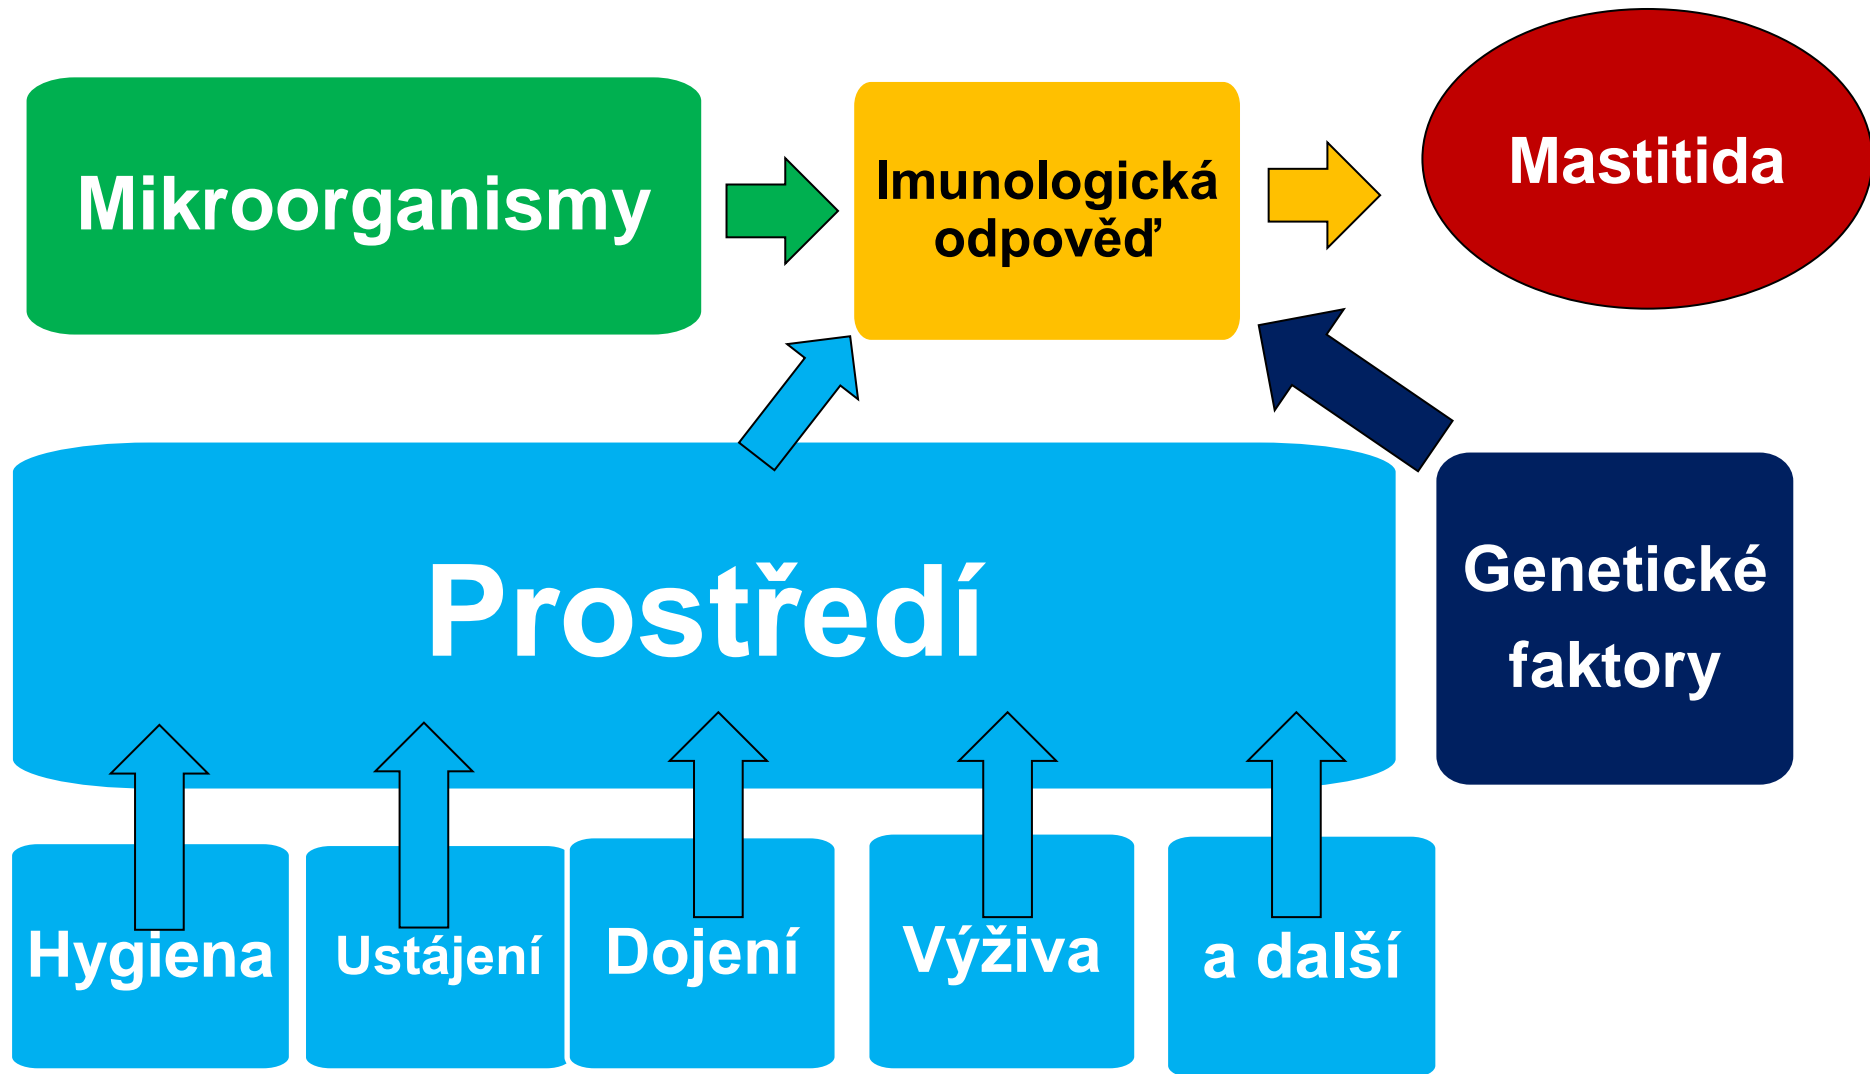 Mikroorganismy
Imunologická
odpověď
Mastitida
Prostředí
Genetické
faktory
Hygiena
Ustájení
Dojení
Výživa
a další